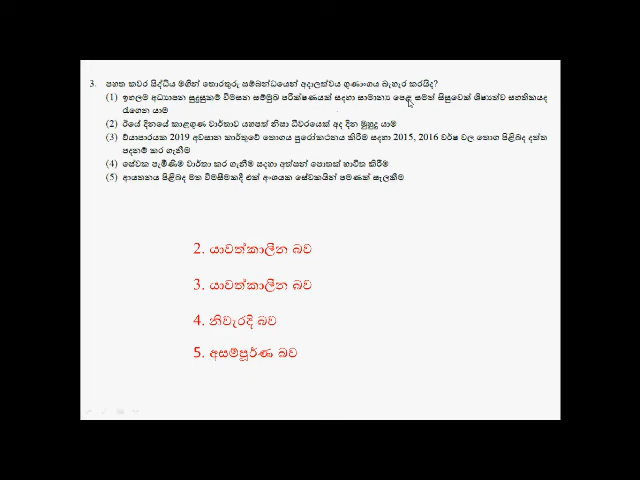 3. පහත කවර සිද්ධිය මගින් තොරතුරු සම්බන්ධයෙන් අදාලත්වය ගුණාංගය බැහැර කරයිද?
(1) ඉහලම අධ්‍යාපන සුදුසුකම් විමසන සම්මුඛ පරීක්ෂණයක් සඳහා සාමාන්‍ය පෙළ සමත් සිසුවෙක් ශිෂ්‍යත්ව සහතිකයද
රැගෙන යාම
(2) ඊයේ දිනයේ කාළගුණ වාර්තාව යහපත් නිසා ධීවරයෙක් අද දින මුහුදු යාම
(3) ව්‍යාපාරයක 2019 අවසාන කාර්තුවේ තොගය පුරෝකථනය කිරීම සඳහා 2015, 2016 වර්ෂ වල තොග පිළිබඳ දත්ත
පදනම් කර ගැනීම
(4) සේවක පැමිණීම වාර්තා කර ගැනීම සඳහා අත්සන් පොතක් භාවිත කිරීම
(5) ආයතනය පිළිබඳ මත විමසීමකදී එක් අංශයක සේවකයින් පමණක් සැලකීම
2. යාවත්කාලීන බව
3. යාවත්කාලීන බව
4. නිවැරදි බව
5. අසම්පූර්ණ බව